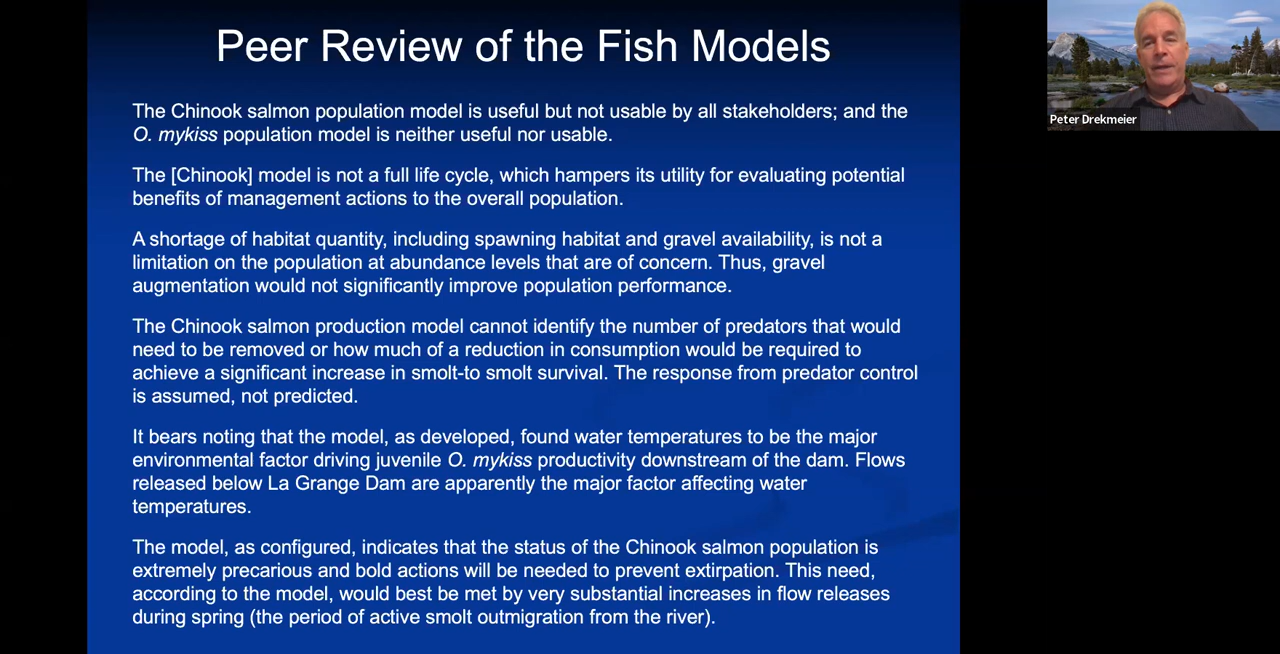 Peer Review of the Fish Models
The Chinook salmon population model is useful but not usable by all stakeholders; and the
O. mykiss population model is neither useful nor usable.
The [Chinook] model is not a full life cycle, which hampers its utility for evaluating potential
benefits of management actions to the overall population.
A shortage of habitat quantity, including spawning habitat and gravel availability, is not a
limitation on the population at abundance levels that are of concern. Thus, gravel
augmentation would not significantly improve population performance.
The Chinook salmon production model cannot identify the number of predators that would
need to be removed or how much of a reduction in consumption would be required to
achieve a significant increase in smolt-to smolt survival. The response from predator control
is assumed, not predicted.
It bears noting that the model, as developed, found water temperatures to be the major
environmental factor driving juvenile O. mykiss productivity downstream of the dam. Flows
released below La Grange Dam are apparently the major factor affecting water
temperatures.
The model, as configured, indicates that the status of the Chinook salmon population is
extremely precarious and bold actions will be needed to prevent extirpation. This need,
according to the model, would best be met by very substantial increases in flow releases
during spring (the period of active smolt outmigration from the river).
Peter Drekmeier